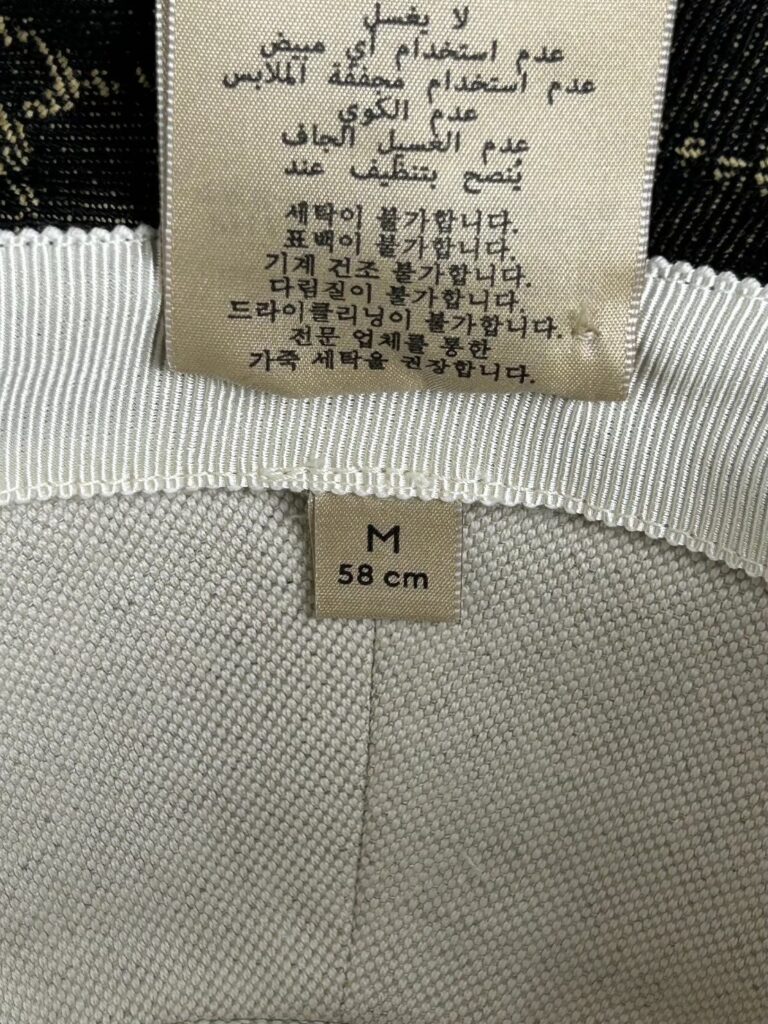 لا يغسل
عدم استخدام أي مبيض
عدم استخدام مجففة الملابس
عدم الكوي
عدم الغسيل الجاف
يُنصح بتنظيف عند
세탁이 불가합니다.
표백이 불가합니다.
기계 건조 불가합니다.
다림질이 불가합니다.
드라이클리닝이 불가합니다.
전문 업체를 통한
가죽 세탁을 권장합니다.
M
58 cm